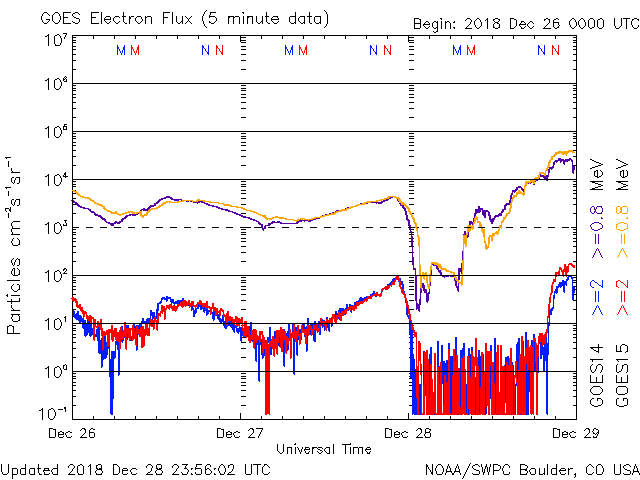 GOES Electron Flux (5 minute data)
Begin: 2018 Dec 26 0000 UTC
M M N N M M N N M M N N
10⁷
10⁶
10⁵
10⁴
10³
10²
10¹
10⁰
10⁻¹
Particles cm⁻²s⁻¹sr⁻¹
Dec 26 Dec 27 Dec 28 Dec 29
Universal Time
GOES14 >=2 >=0.8 MeV
GOES15 >=2 >=0.8 MeV
Updated 2018 Dec 28 23:56:02 UTC
NOAA/SWPC Boulder, CO USA